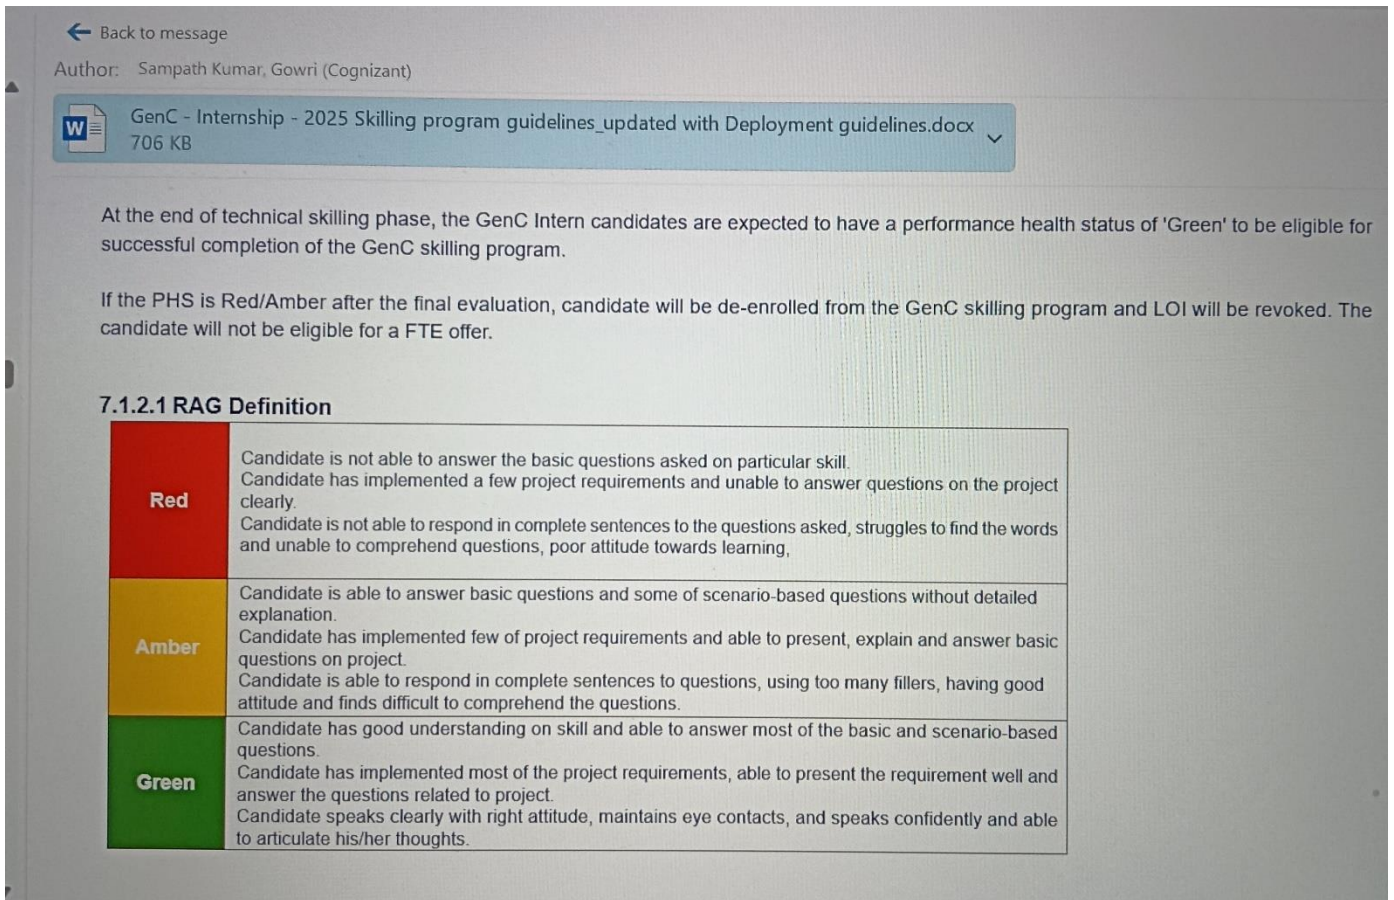 Back to message
Author: Sampath Kumar, Gowri (Cognizant)
W
GenC - Internship - 2025 Skilling program guidelines_updated with Deployment guidelines.docx
706 KB
At the end of technical skilling phase, the GenC Intern candidates are expected to have a performance health status of 'Green' to be eligible for
successful completion of the GenC skilling program.
If the PHS is Red/Amber after the final evaluation, candidate will be de-enrolled from the GenC skilling program and LOI will be revoked. The
candidate will not be eligible for a FTE offer.
7.1.2.1 RAG Definition
Red
Candidate is not able to answer the basic questions asked on particular skill.
Candidate has implemented a few project requirements and unable to answer questions on the project
clearly.
Candidate is not able to respond in complete sentences to the questions asked, struggles to find the words
and unable to comprehend questions, poor attitude towards learning,
Amber
Candidate is able to answer basic questions and some of scenario-based questions without detailed
explanation.
Candidate has implemented few of project requirements and able to present, explain and answer basic
questions on project.
Candidate is able to respond in complete sentences to questions, using too many fillers, having good
attitude and finds difficult to comprehend the questions.
Green
Candidate has good understanding on skill and able to answer most of the basic and scenario-based
questions.
Candidate has implemented most of the project requirements, able to present the requirement well and
answer the questions related to project.
Candidate speaks clearly with right attitude, maintains eye contacts, and speaks confidently and able
to articulate his/her thoughts.